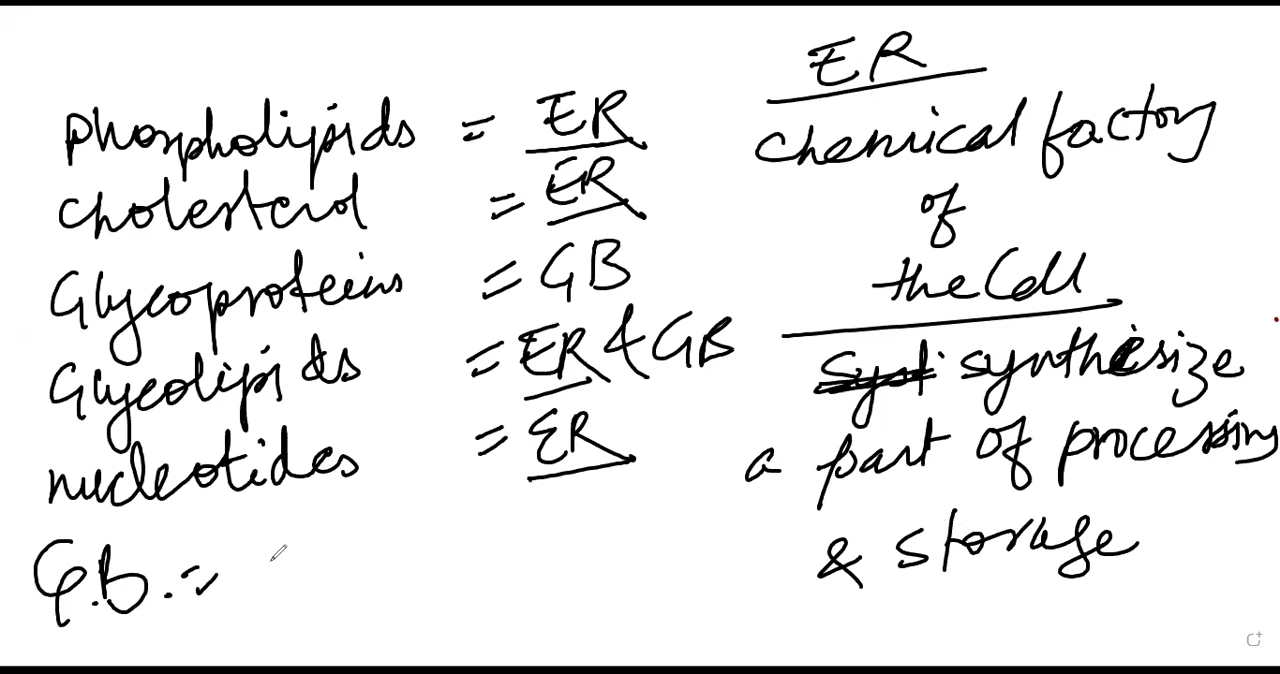 phospholipids = ER
cholesterol = ER
Glycoproteins = GB
Glycolipids = ER & GB
nucleotides = ER
G.B. =
ER
chemical factory
of
the Cell
synthesize
a part of processing
& storage